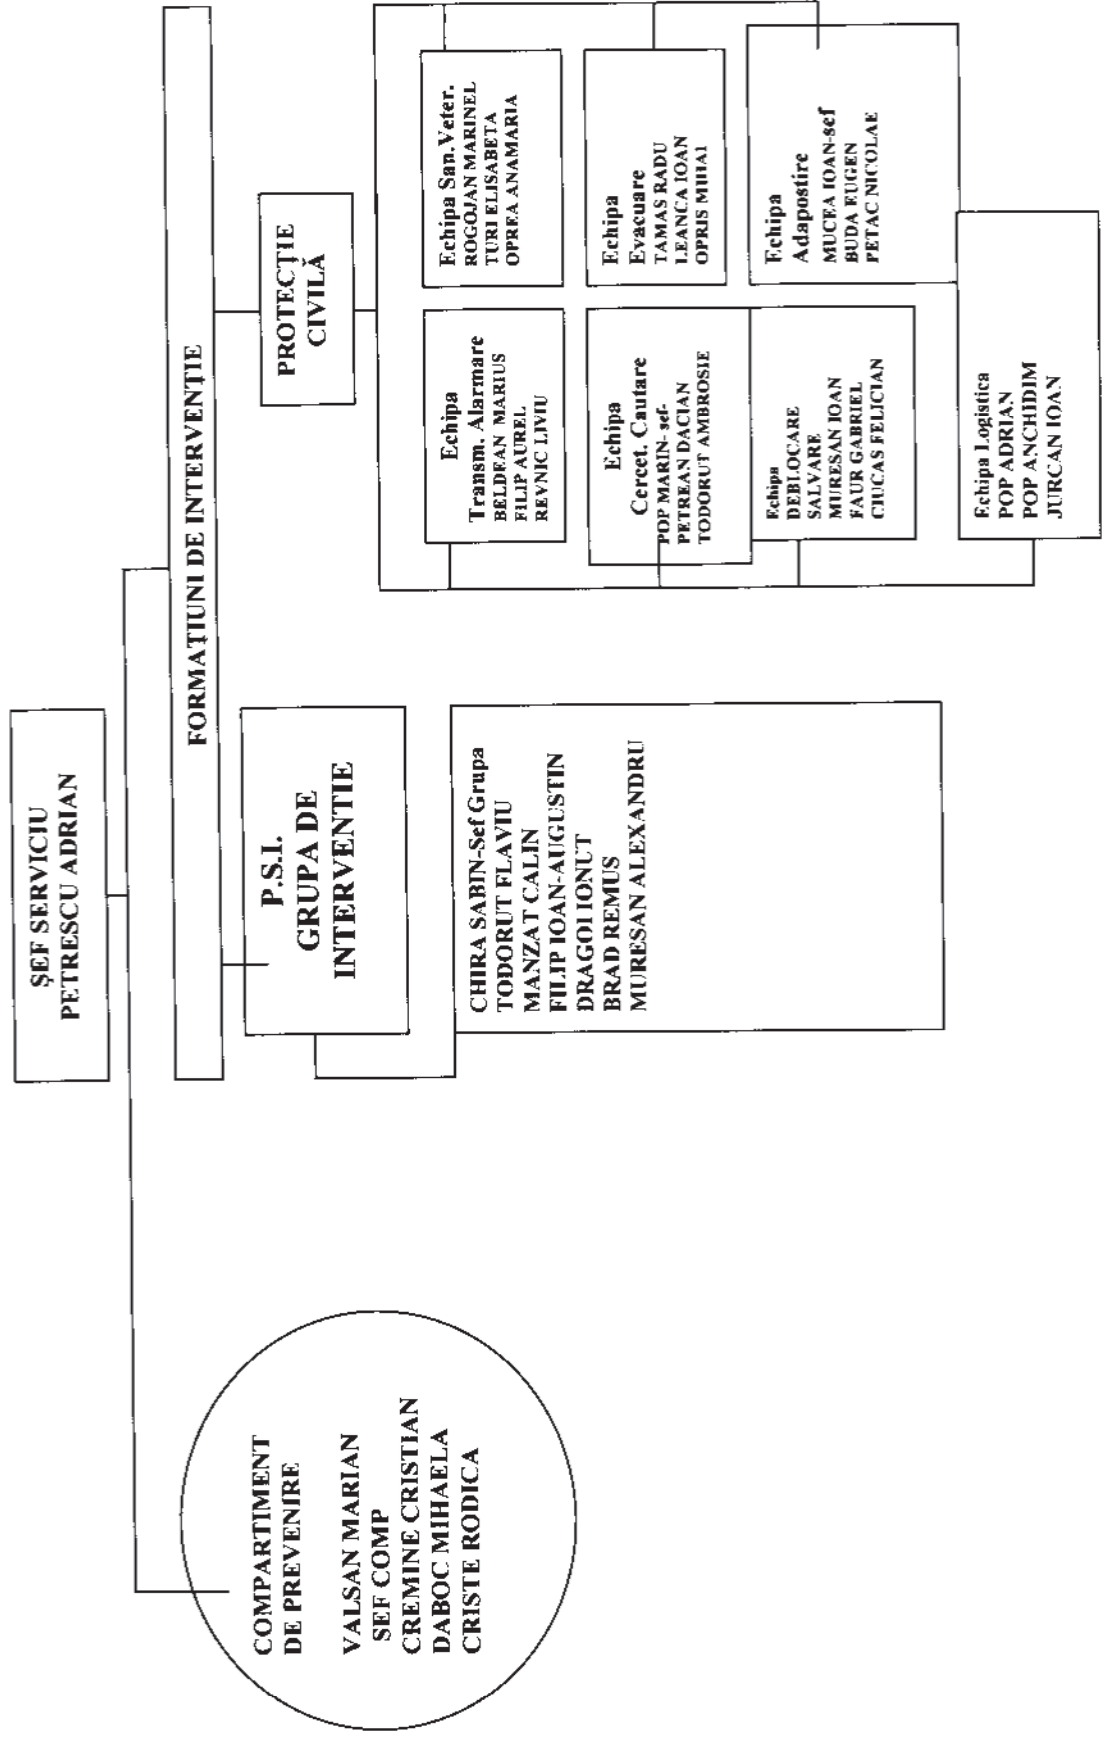 ŞEF SERVICIU
PETRESCU ADRIAN
FORMAŢIUNI DE INTERVENŢIE
COMPARTIMENT
DE PREVENIRE
VALSAN MARIAN
SEF COMP
CREMINE CRISTIAN
DABOC MIHAELA
CRISTE RODICA
P.S.I.
GRUPA DE
INTERVENTIE
CHIRA SABIN-Sef Grupa
TODORUT FLAVIU
MANZAT CALIN
FILIP IOAN-AUGUSTIN
DRAGOI IONUT
BRAD REMUS
MURESAN ALEXANDRU
PROTECŢIE
CIVILĂ
Echipa
Transm. Alarmare
BELDEAN MARIUS
FILIP AUREL
REVNIC LIVIU
Echipa San.Veter.
ROGOJAN MARINEL
TURI ELISABETA
OPREA ANAMARIA
Echipa
Cercet. Cautare
POP MARIN- sef-
PETREAN DACIAN
TODORUT AMBROSIE
Echipa
Evacuare
TAMAS RADU
LEANCA IOAN
OPRIS MIHAI
Echipa
DEBLOCARE
SALVARE
MURESAN IOAN
FAUR GABRIEL
CIUCAS FELICIAN
Echipa
Adapostire
MUCEA IOAN-sef
BUDA EUGEN
PETAC NICOLAE
Echipa Logistica
POP ADRIAN
POP ANCHIDIM
JURCAN IOAN